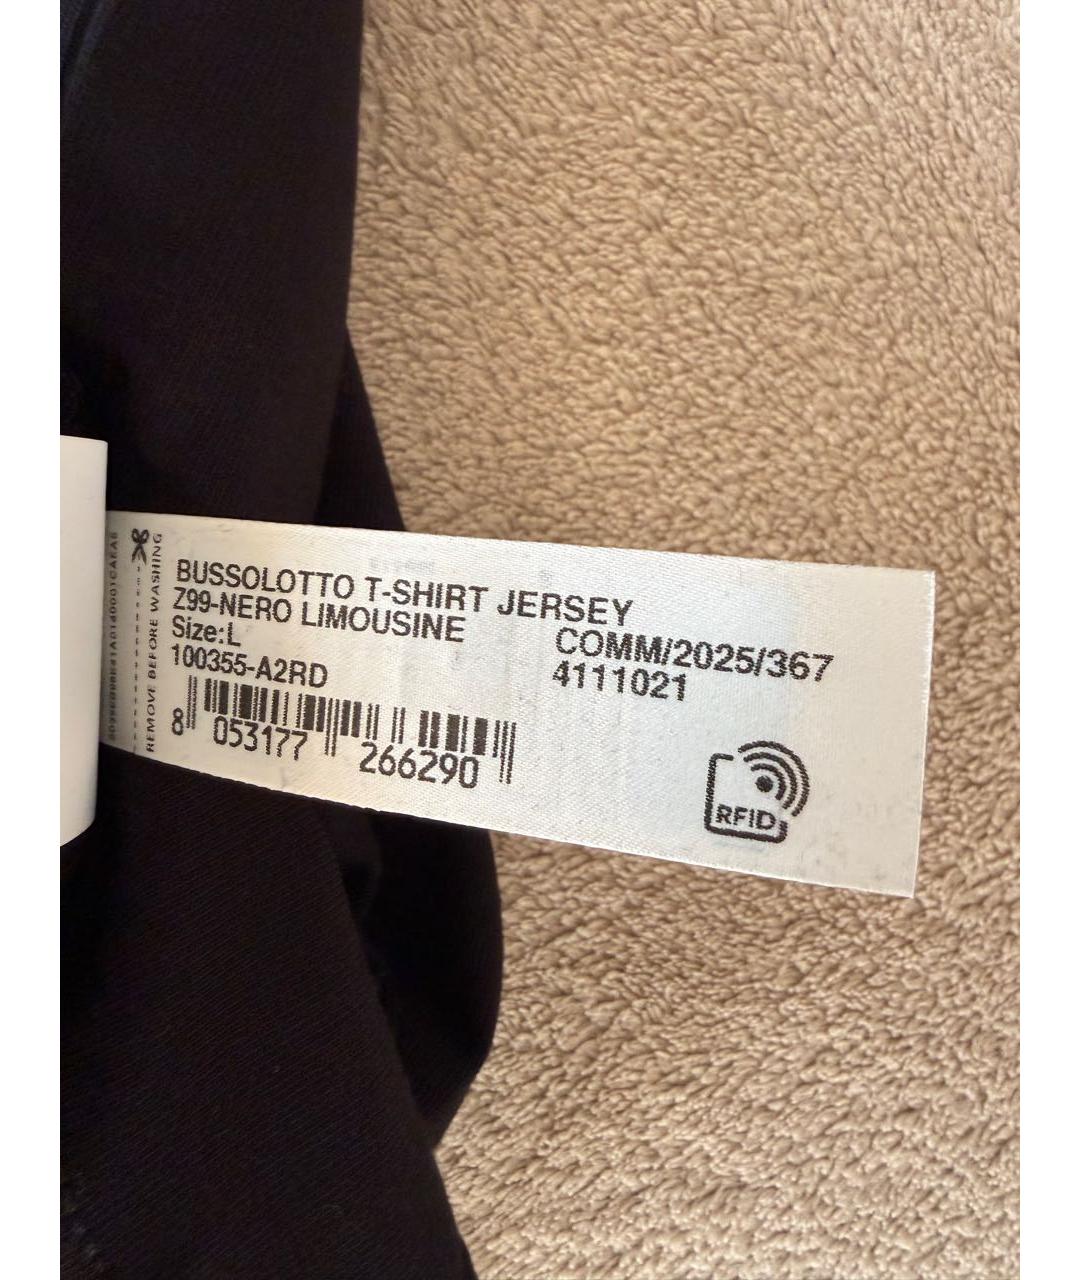 BUSSOLOTTO T-SHIRT JERSEY
Z99-NERO LIMOUSINE
Size:L
COMM/2025/367
100355-A2RD
4111021
8 053177 266290
RFID
REMOVE BEFORE WASHING